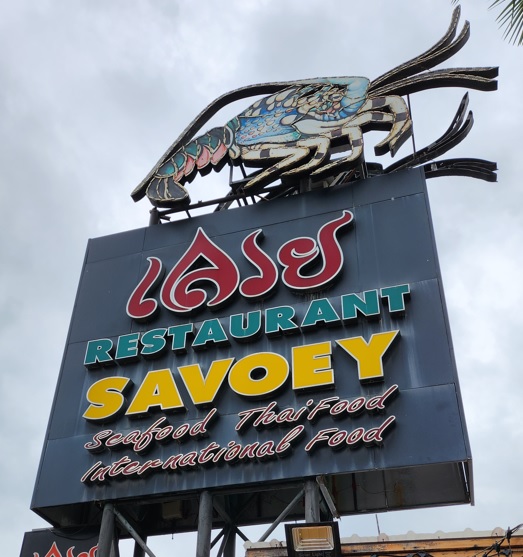 เสวย
RESTAURANT
SAVOEY
Seafood Thai Food
International Food